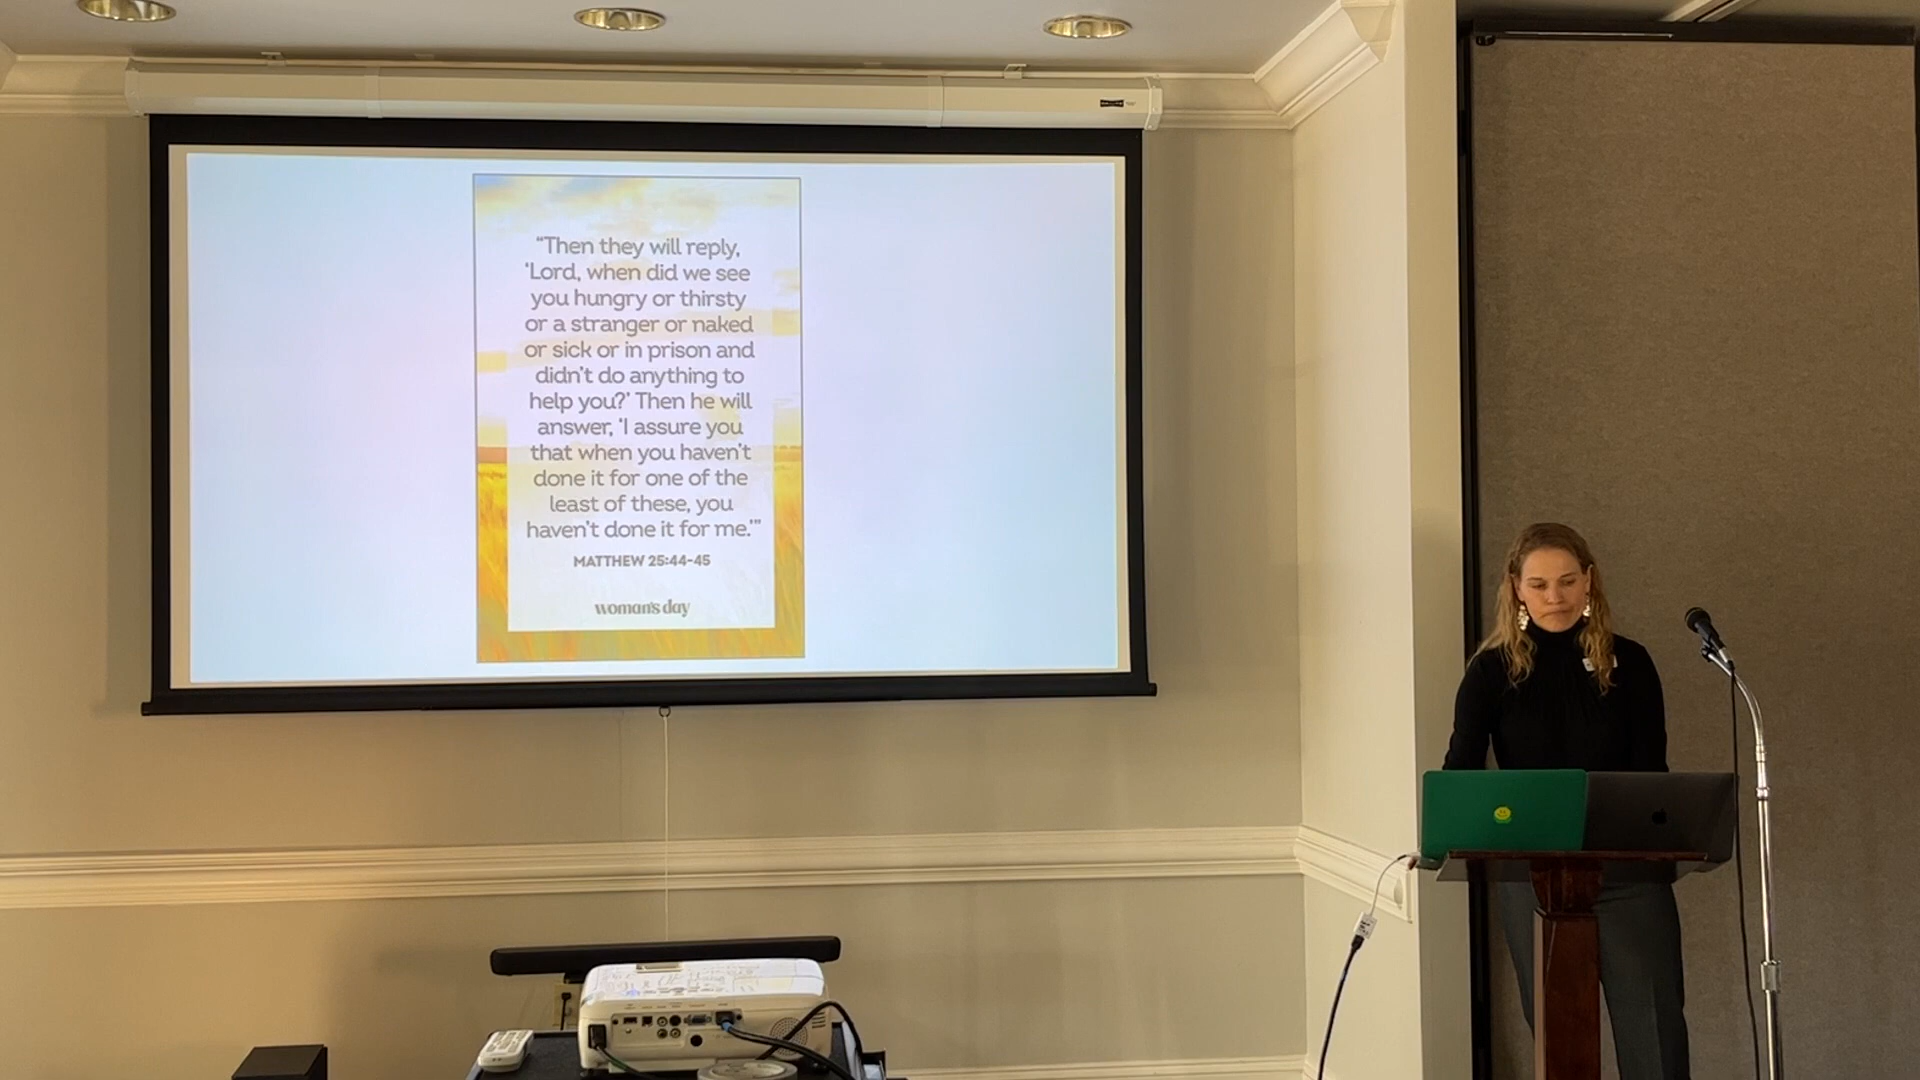 “Then they will reply,
‘Lord, when did we see
you hungry or thirsty
or a stranger or naked
or sick or in prison and
didn’t do anything to
help you?’ Then he will
answer, ‘I assure you
that when you haven’t
done it for one of the
least of these, you
haven’t done it for me.’”
MATTHEW 25:44-45
woman’s day